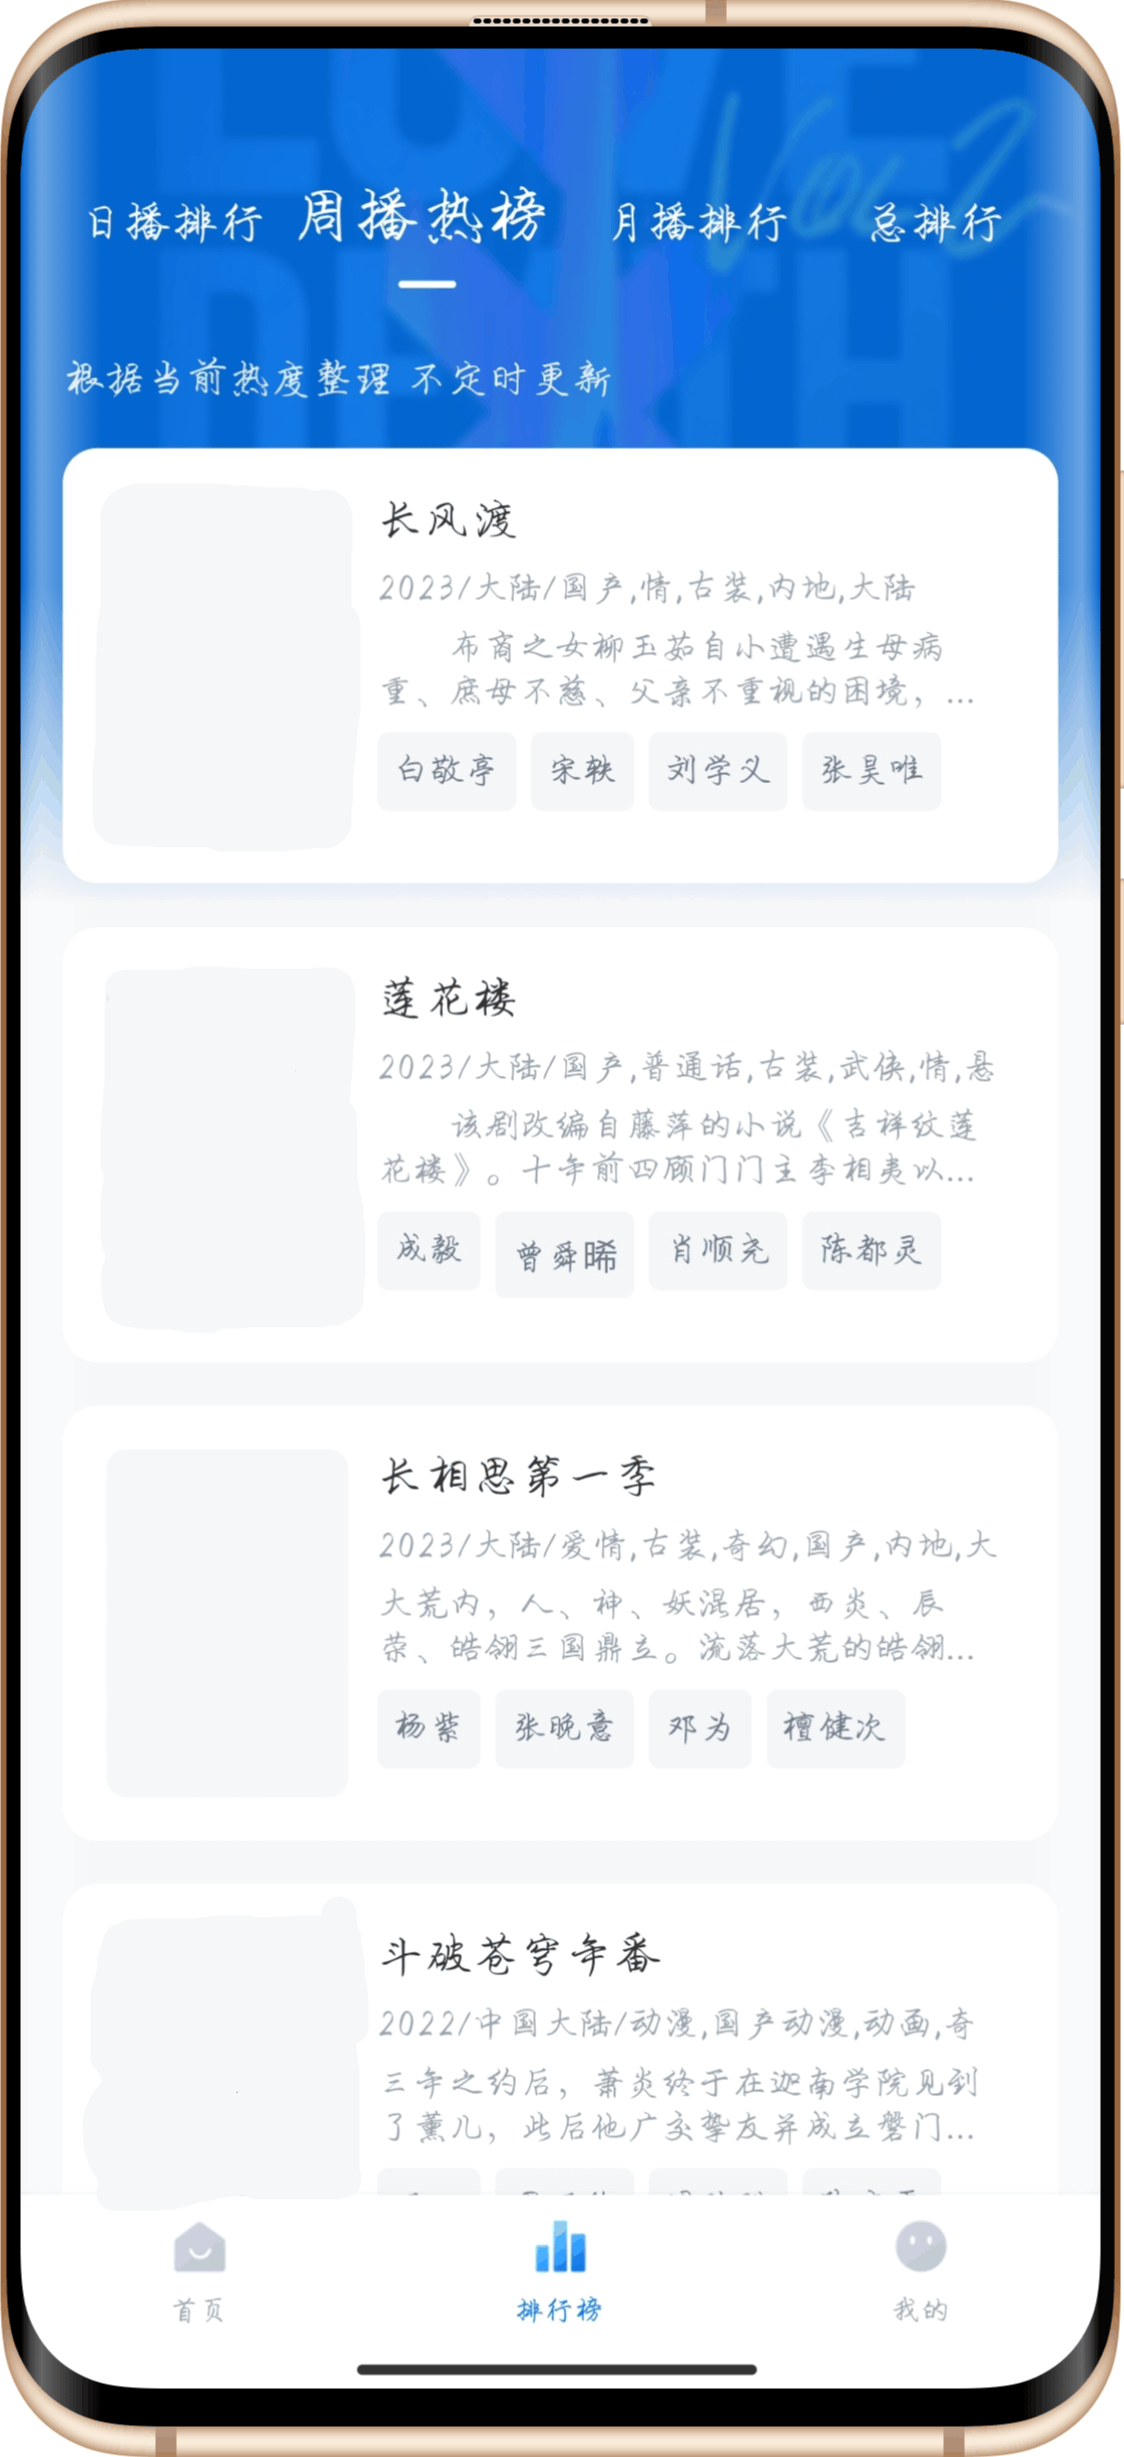 LOVE
Vol 2
DEATH
日播排行 周播热榜 月播排行 总排行
根据当前热度整理 不定时更新
长风渡
2023/大陆/国产,情,古装,内地,大陆
布商之女柳玉茹自小遭遇生母病
重、庶母不慈、父亲不重视的困境，...
白敬亭 宋轶 刘学义 张昊唯
莲花楼
2023/大陆/国产,普通话,古装,武侠,情,悬
该剧改编自藤萍的小说《吉祥纹莲
花楼》。十年前四顾门门主李相夷以...
成毅 曾舜晞 肖顺尧 陈都灵
长相思第一季
2023/大陆/爱情,古装,奇幻,国产,内地,大
大荒内，人、神、妖混居，西炎、辰
荣、皓翎三国鼎立。流落大荒的皓翎...
杨紫 张晚意 邓为 檀健次
斗破苍穹年番
2022/中国大陆/动漫,国产动漫,动画,奇
三年之约后，萧炎终于在迦南学院见到
了薰儿，此后他广交挚友并成立磐门...
首页 排行榜 我的